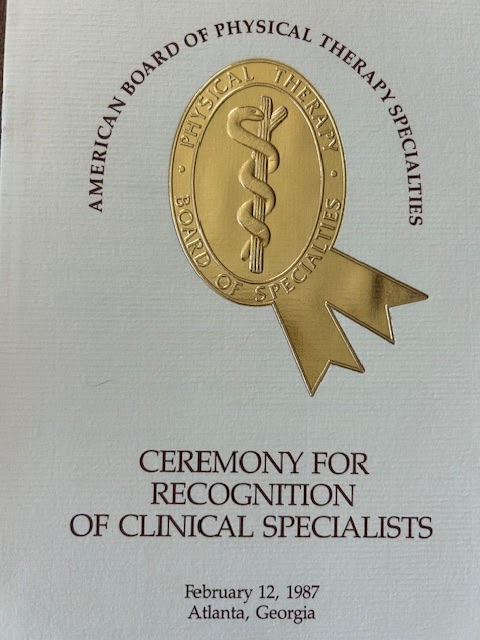 AMERICAN BOARD OF PHYSICAL THERAPY SPECIALTIES
PHYSICAL THERAPY
BOARD OF SPECIALTIES
CEREMONY FOR
RECOGNITION
OF CLINICAL SPECIALISTS
February 12, 1987
Atlanta, Georgia